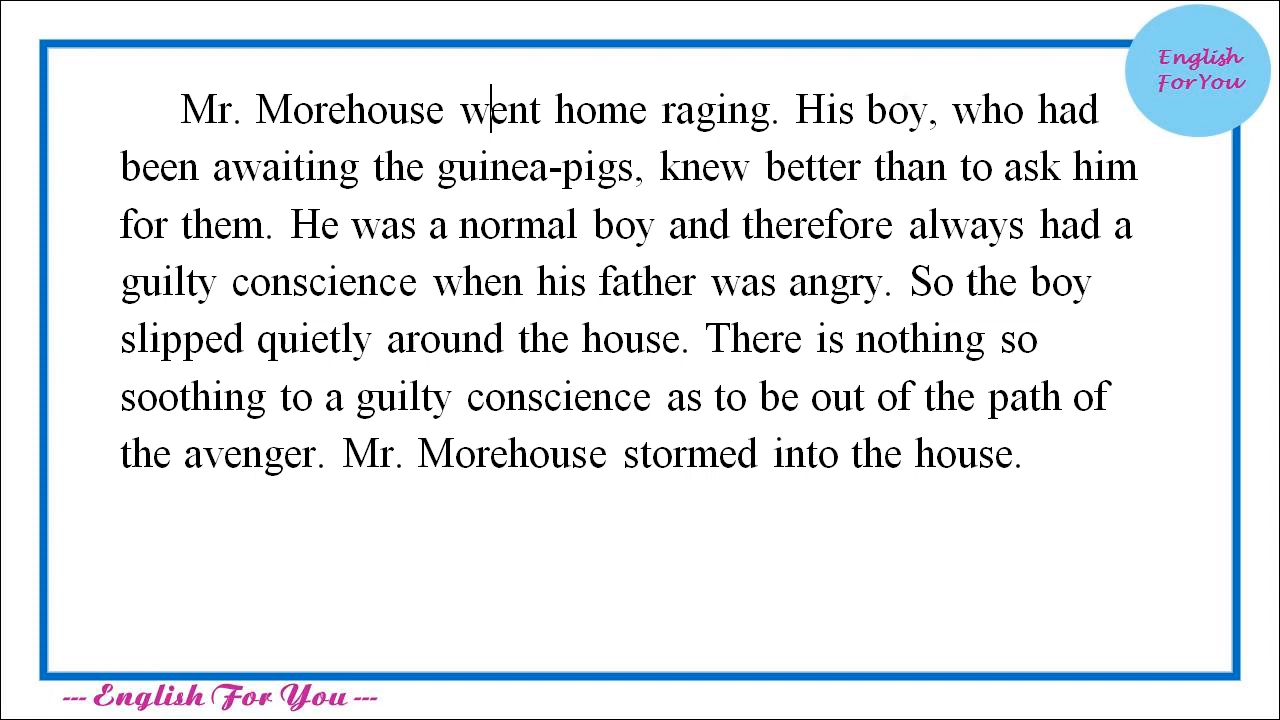 English
ForYou
Mr. Morehouse went home raging. His boy, who had
been awaiting the guinea-pigs, knew better than to ask him
for them. He was a normal boy and therefore always had a
guilty conscience when his father was angry. So the boy
slipped quietly around the house. There is nothing so
soothing to a guilty conscience as to be out of the path of
the avenger. Mr. Morehouse stormed into the house.
--- English For You ---